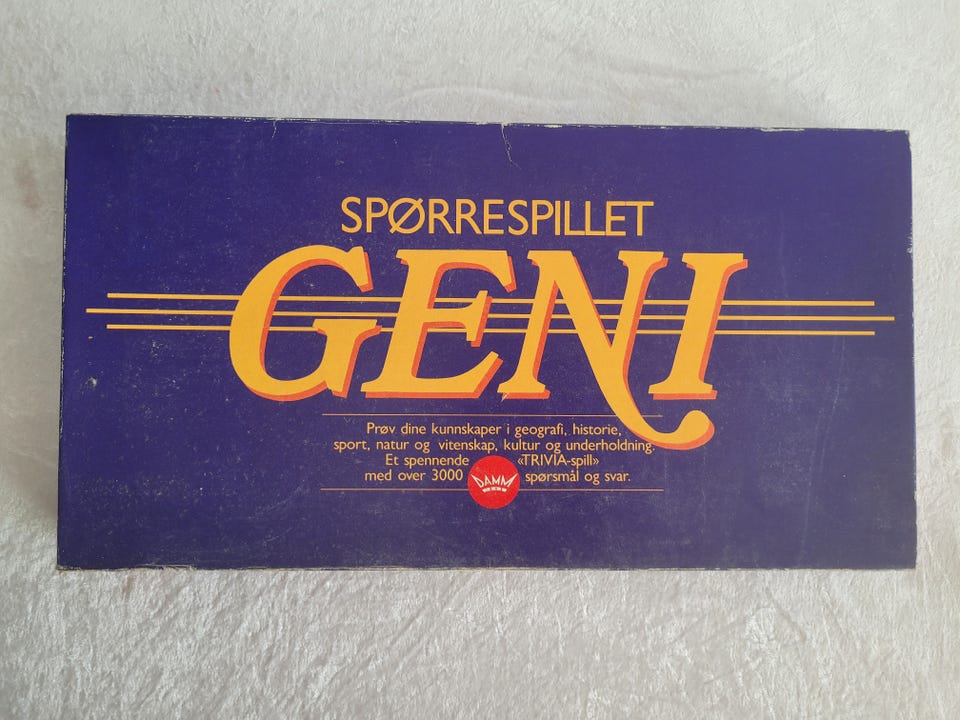 SPØRRESPILLET
GENI
Prøv dine kunnskaper i geografi, historie,
sport, natur og vitenskap, kultur og underholdning.
Et spennende «TRIVIA-spill»
med over 3000 spørsmål og svar.
DAMM